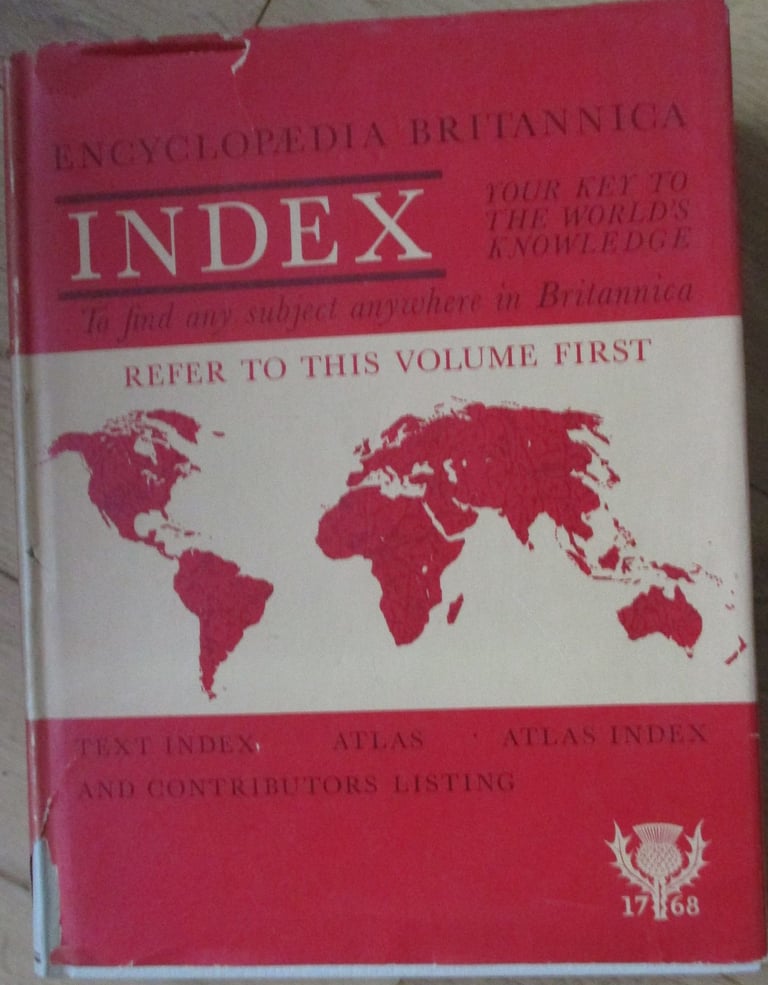 ENCYCLOPÆDIA BRITANNICA
INDEX
YOUR KEY TO
THE WORLD'S
KNOWLEDGE
To find any subject anywhere in Britannica
REFER TO THIS VOLUME FIRST
TEXT INDEX, ATLAS · ATLAS INDEX
AND CONTRIBUTORS LISTING
1768